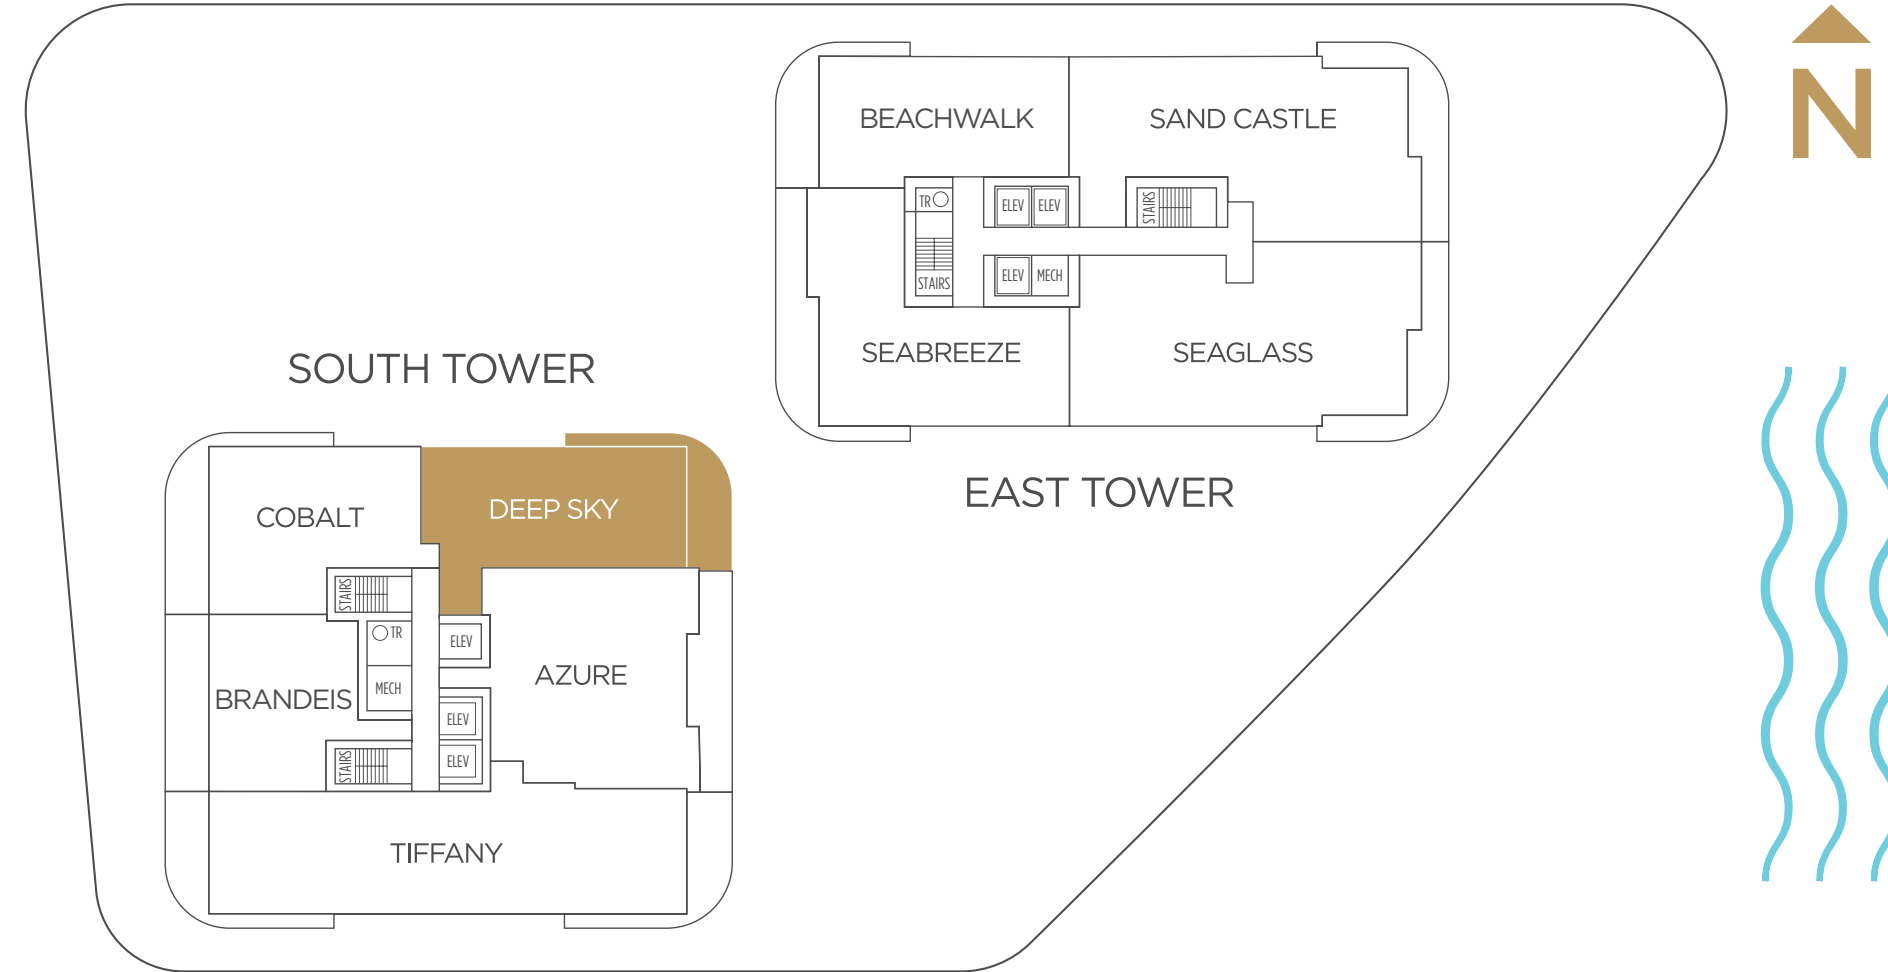 N
BEACHWALK
SAND CASTLE
TR
ELEV
ELEV
STAIRS
STAIRS
ELEV
MECH
SEABREEZE
SEAGLASS
EAST TOWER
SOUTH TOWER
COBALT
DEEP SKY
STAIRS
TR
ELEV
BRANDEIS
MECH
AZURE
ELEV
STAIRS
ELEV
TIFFANY